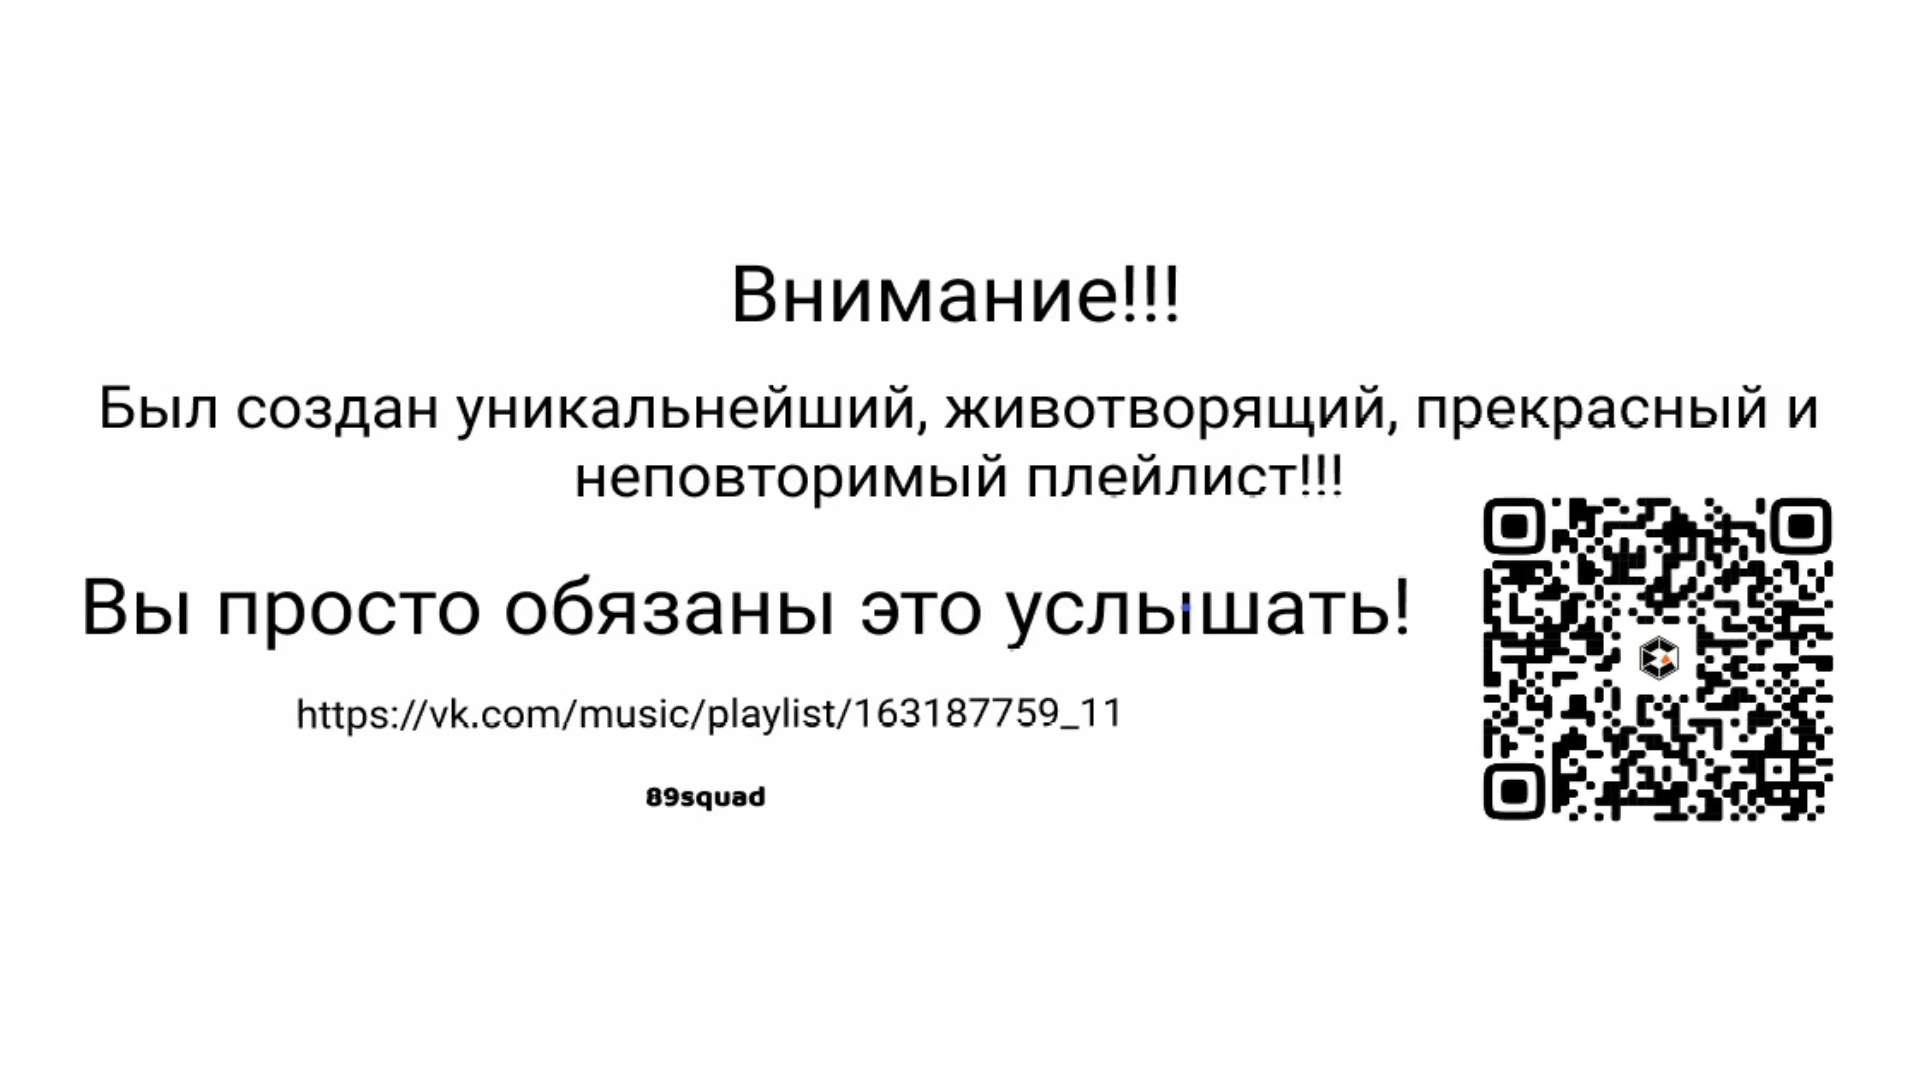 Внимание!!!
Был создан уникальнейший, животворящий, прекрасный и
неповторимый плейлист!!!
Вы просто обязаны это услышать!
https://vk.com/music/playlist/163187759_11
89squad